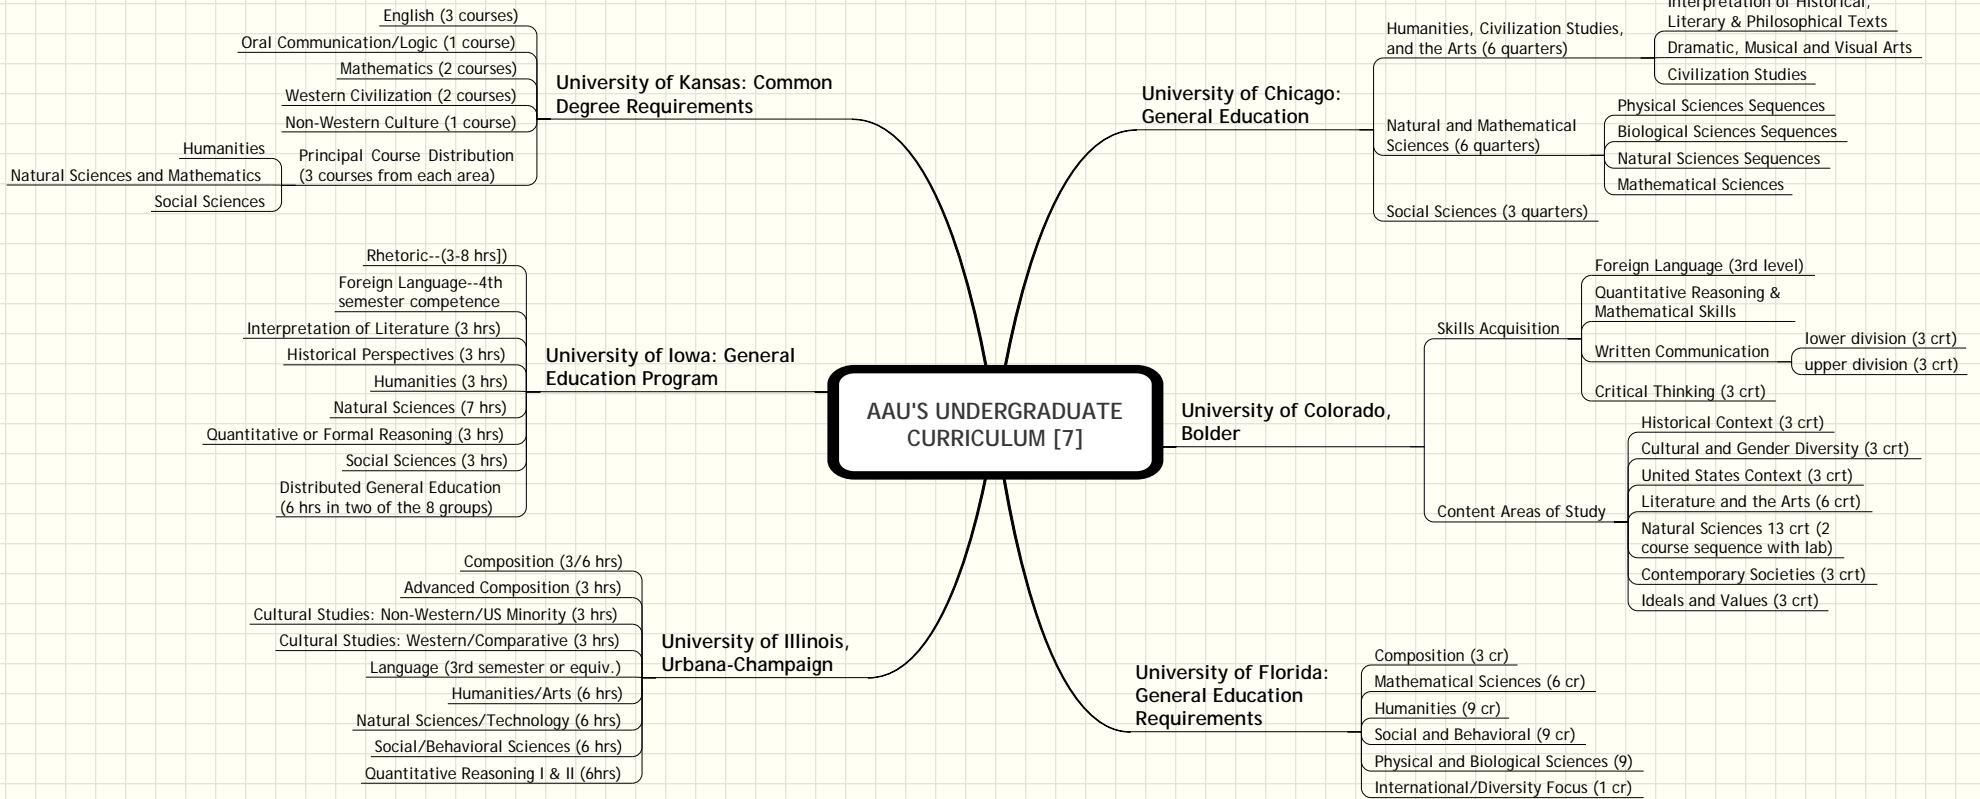 AAU'S UNDERGRADUATE
CURRICULUM [7]
University of Kansas: Common
Degree Requirements
English (3 courses)
Oral Communication/Logic (1 course)
Mathematics (2 courses)
Western Civilization (2 courses)
Non-Western Culture (1 course)
Principal Course Distribution
(3 courses from each area)
Humanities
Natural Sciences and Mathematics
Social Sciences
University of Iowa: General
Education Program
Rhetoric--(3-8 hrs])
Foreign Language--4th
semester competence
Interpretation of Literature (3 hrs)
Historical Perspectives (3 hrs)
Humanities (3 hrs)
Natural Sciences (7 hrs)
Quantitative or Formal Reasoning (3 hrs)
Social Sciences (3 hrs)
Distributed General Education
(6 hrs in two of the 8 groups)
University of Illinois,
Urbana-Champaign
Composition (3/6 hrs)
Advanced Composition (3 hrs)
Cultural Studies: Non-Western/US Minority (3 hrs)
Cultural Studies: Western/Comparative (3 hrs)
Language (3rd semester or equiv.)
Humanities/Arts (6 hrs)
Natural Sciences/Technology (6 hrs)
Social/Behavioral Sciences (6 hrs)
Quantitative Reasoning I & II (6hrs)
University of Chicago:
General Education
Humanities, Civilization Studies,
and the Arts (6 quarters)
Interpretation of Historical,
Literary & Philosophical Texts
Dramatic, Musical and Visual Arts
Civilization Studies
Natural and Mathematical
Sciences (6 quarters)
Physical Sciences Sequences
Biological Sciences Sequences
Natural Sciences Sequences
Mathematical Sciences
Social Sciences (3 quarters)
University of Colorado,
Bolder
Skills Acquisition
Foreign Language (3rd level)
Quantitative Reasoning &
Mathematical Skills
Written Communication
lower division (3 crt)
upper division (3 crt)
Critical Thinking (3 crt)
Content Areas of Study
Historical Context (3 crt)
Cultural and Gender Diversity (3 crt)
United States Context (3 crt)
Literature and the Arts (6 crt)
Natural Sciences 13 crt (2
course sequence with lab)
Contemporary Societies (3 crt)
Ideals and Values (3 crt)
University of Florida:
General Education
Requirements
Composition (3 cr)
Mathematical Sciences (6 cr)
Humanities (9 cr)
Social and Behavioral (9 cr)
Physical and Biological Sciences (9)
International/Diversity Focus (1 cr)